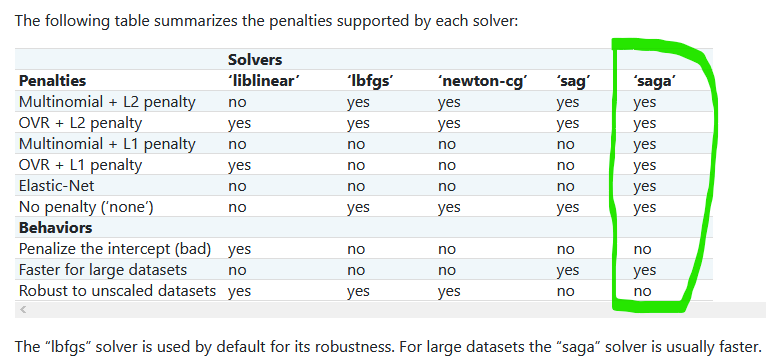 The following table summarizes the penalties supported by each solver:
Solvers
Penalties ‘liblinear’ ‘lbfgs’ ‘newton-cg’ ‘sag’ ‘saga’
Multinomial + L2 penalty no yes yes yes yes
OVR + L2 penalty yes yes yes yes yes
Multinomial + L1 penalty no no no no yes
OVR + L1 penalty yes no no no yes
Elastic-Net no no no no yes
No penalty (‘none’) no yes yes yes yes
Behaviors
Penalize the intercept (bad) yes no no no no
Faster for large datasets no no no yes yes
Robust to unscaled datasets yes yes yes no no
The “lbfgs” solver is used by default for its robustness. For large datasets the “saga” solver is usually faster.